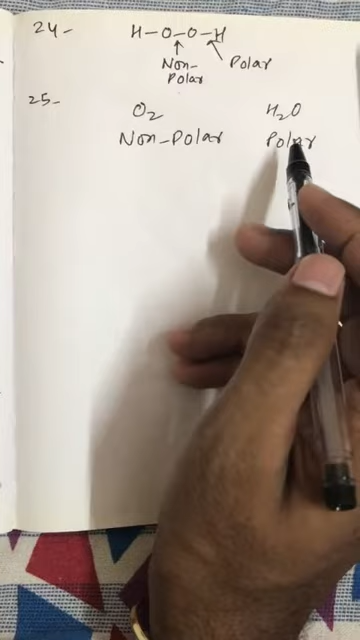 24- H-O-O-H
Non-Polar Polar
25- O₂ H₂O
Non-Polar Polar